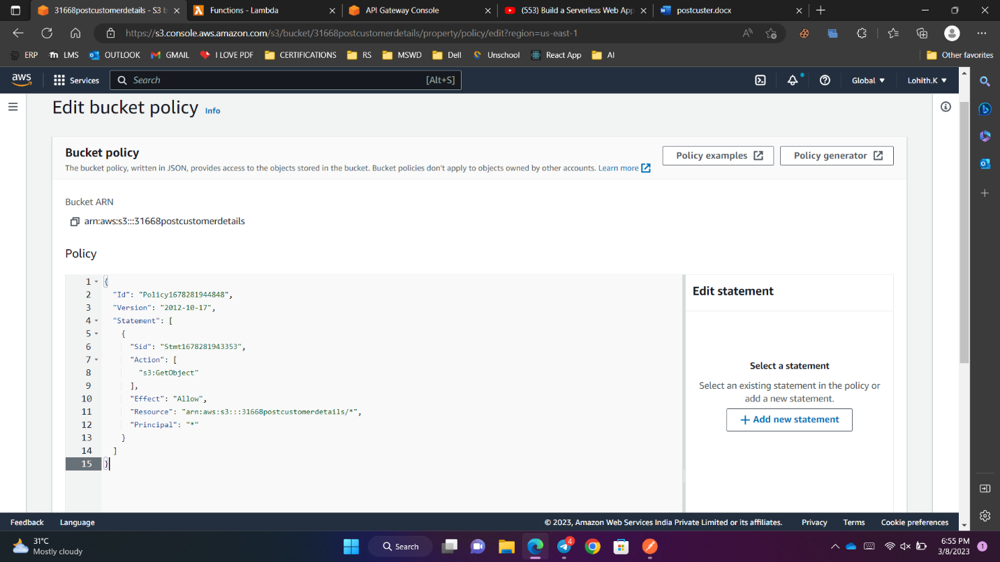 31668postcustomerdetails - S3 b
Functions - Lambda
API Gateway Console
(553) Build a Serverless Web App
postcuster.docx
https://s3.console.aws.amazon.com/s3/bucket/31668postcustomerdetails/property/policy/edit?region=us-east-1
ERP
LMS
OUTLOOK
GMAIL
I LOVE PDF
CERTIFICATIONS
RS
MSWD
Dell
Unschool
React App
AI
Other favorites
aws
Services
Search
[Alt+S]
Global
Lohith.K
Edit bucket policy Info
Bucket policy
Policy examples
Policy generator
The bucket policy, written in JSON, provides access to the objects stored in the bucket. Bucket policies don't apply to objects owned by other accounts. Learn more
Bucket ARN
arn:aws:s3:::31668postcustomerdetails
Policy
1 {
2 "Id": "Policy1678281944848",
3 "Version": "2012-10-17",
4 "Statement": [
5 {
6 "Sid": "Stmt1678281943353",
7 "Action": [
8 "s3:GetObject"
9 ],
10 "Effect": "Allow",
11 "Resource": "arn:aws:s3:::31668postcustomerdetails/*",
12 "Principal": "*"
13 }
14 ]
15 }
Edit statement
Select a statement
Select an existing statement in the policy or
add a new statement.
+ Add new statement
Feedback
Language
© 2023, Amazon Web Services India Private Limited or its affiliates.
Privacy
Terms
Cookie preferences
31°C
Mostly cloudy
Search
4
6:55 PM
3/8/2023
1